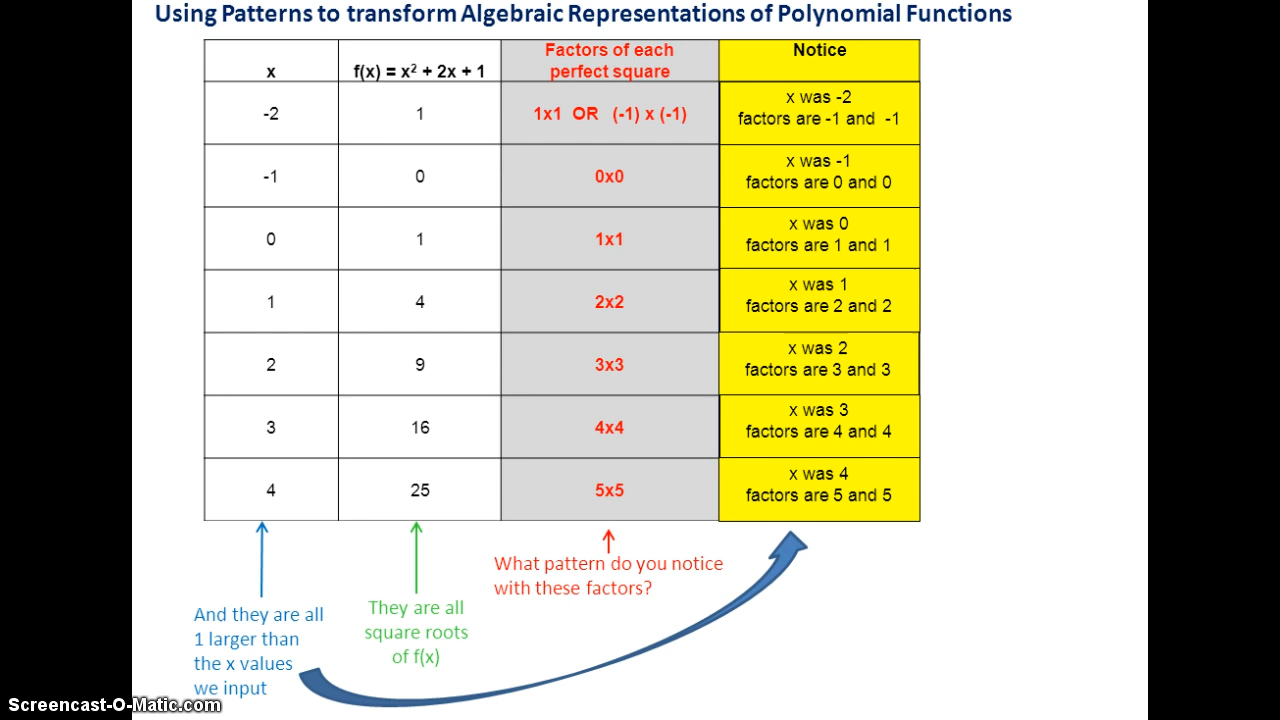 Using Patterns to transform Algebraic Representations of Polynomial Functions
x
f(x) = x² + 2x + 1
Factors of each
perfect square
Notice
-2
1
1x1 OR (-1) x (-1)
x was -2
factors are -1 and -1
-1
0
0x0
x was -1
factors are 0 and 0
0
1
1x1
x was 0
factors are 1 and 1
1
4
2x2
x was 1
factors are 2 and 2
2
9
3x3
x was 2
factors are 3 and 3
3
16
4x4
x was 3
factors are 4 and 4
4
25
5x5
x was 4
factors are 5 and 5
And they are all
1 larger than
the x values
we input
They are all
square roots
of f(x)
What pattern do you notice
with these factors?
Screencast-O-Matic.com